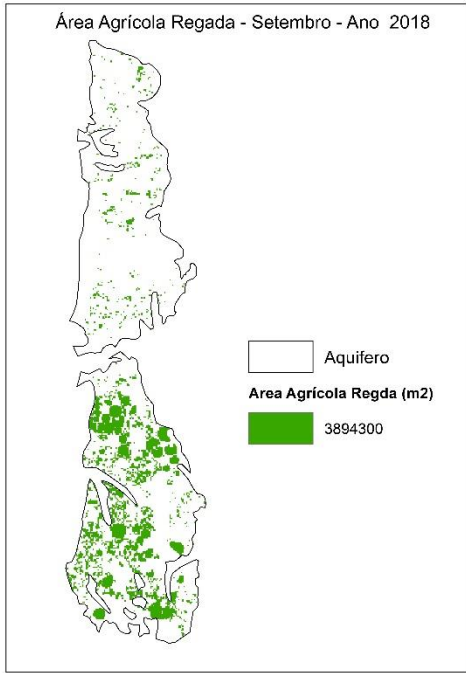 Área Agrícola Regada - Setembro - Ano 2018
Aquifero
Area Agrícola Regda (m2)
3894300